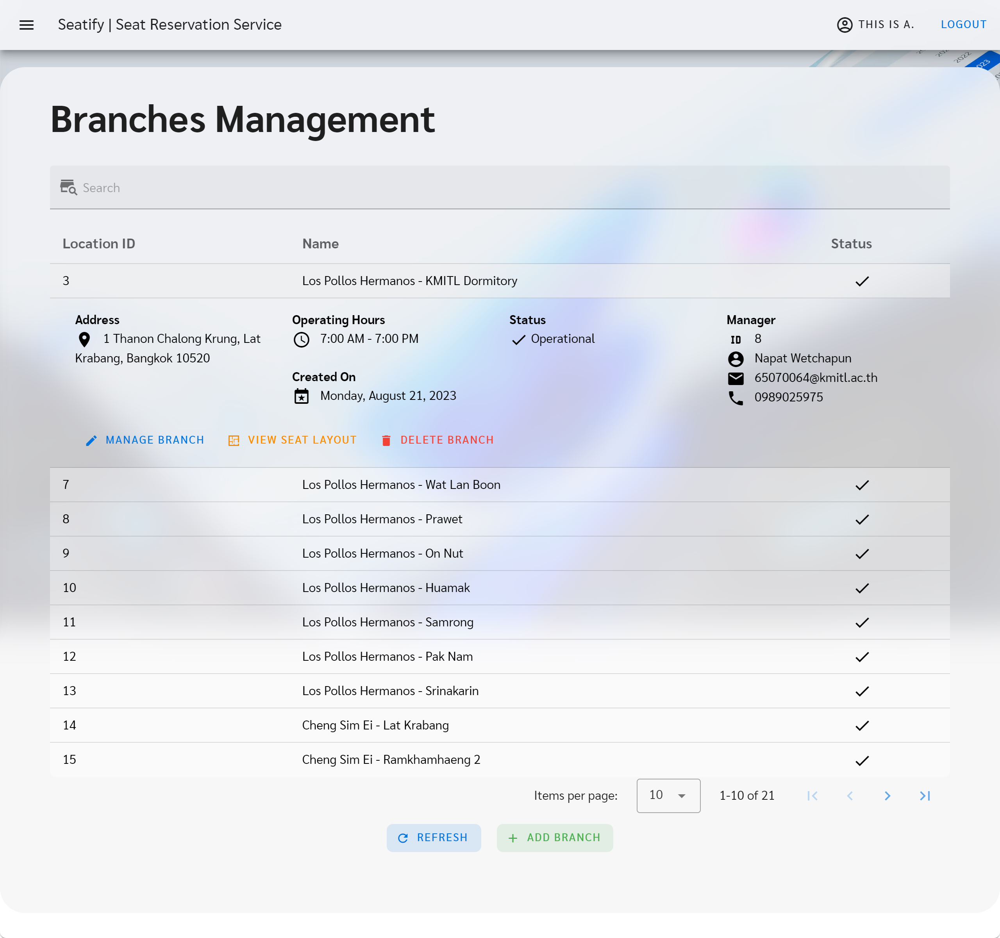 Seatify | Seat Reservation Service
THIS IS A.
LOGOUT
2022
Branches Management
Search
Location ID Name Status
3 Los Pollos Hermanos - KMITL Dormitory
Address
1 Thanon Chalong Krung, Lat
Krabang, Bangkok 10520
Operating Hours
7:00 AM - 7:00 PM
Created On
Monday, August 21, 2023
Status
Operational
Manager
ID 8
Napat Wetchapun
65070064@kmitl.ac.th
0989025975
MANAGE BRANCH VIEW SEAT LAYOUT DELETE BRANCH
7 Los Pollos Hermanos - Wat Lan Boon
8 Los Pollos Hermanos - Prawet
9 Los Pollos Hermanos - On Nut
10 Los Pollos Hermanos - Huamak
11 Los Pollos Hermanos - Samrong
12 Los Pollos Hermanos - Pak Nam
13 Los Pollos Hermanos - Srinakarin
14 Cheng Sim Ei - Lat Krabang
15 Cheng Sim Ei - Ramkhamhaeng 2
Items per page: 10 1-10 of 21
REFRESH ADD BRANCH